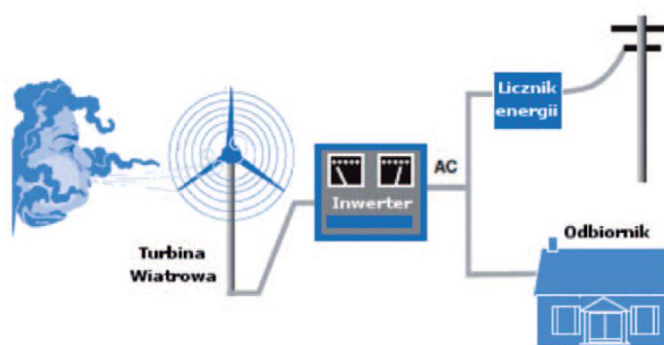 Turbina
Wiatrowa
Inwerter
AC
Licznik
energii
Odbiornik